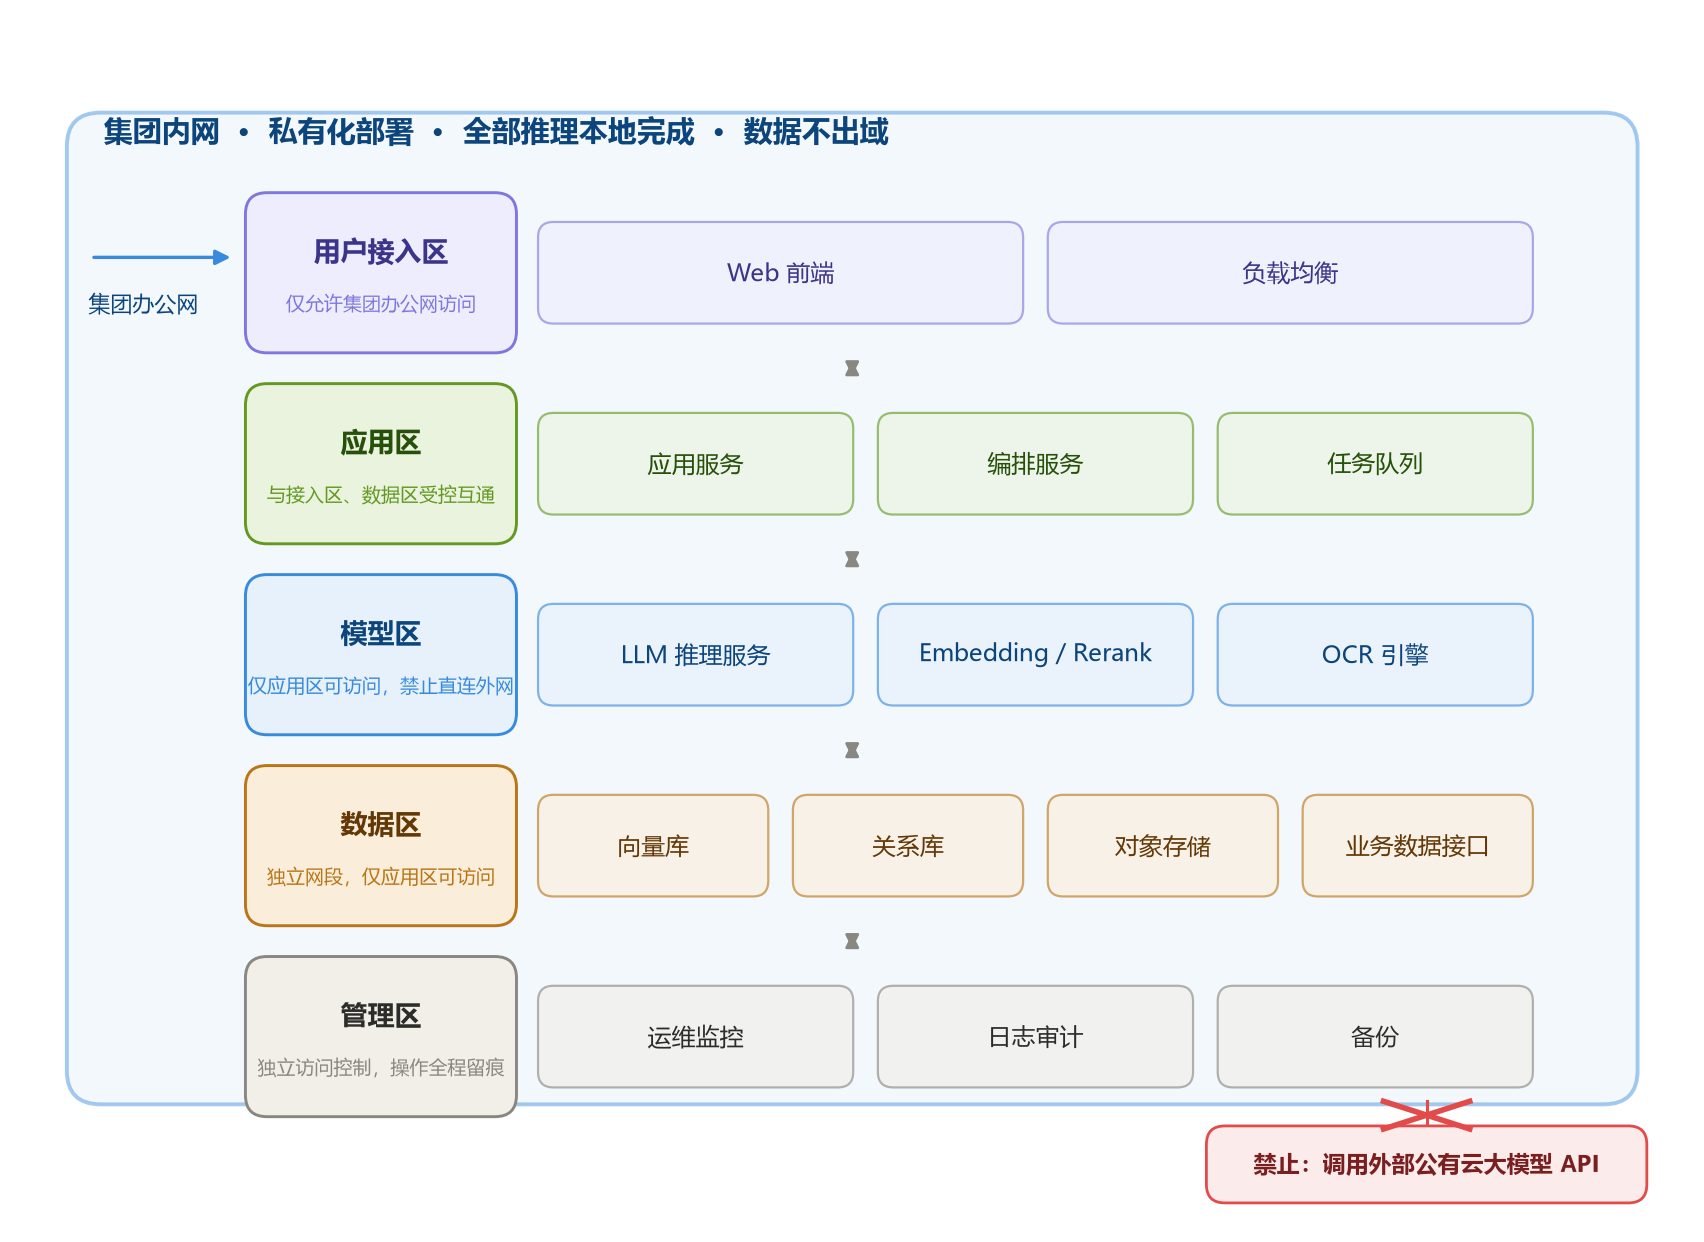 集团内网 • 私有化部署 • 全部推理本地完成 • 数据不出域
集团办公网
用户接入区
仅允许集团办公网访问
Web 前端
负载均衡
应用区
与接入区、数据区受控互通
应用服务
编排服务
任务队列
模型区
仅应用区可访问，禁止直连外网
LLM 推理服务
Embedding / Rerank
OCR 引擎
数据区
独立网段，仅应用区可访问
向量库
关系库
对象存储
业务数据接口
管理区
独立访问控制，操作全程留痕
运维监控
日志审计
备份
禁止：调用外部公有云大模型 API